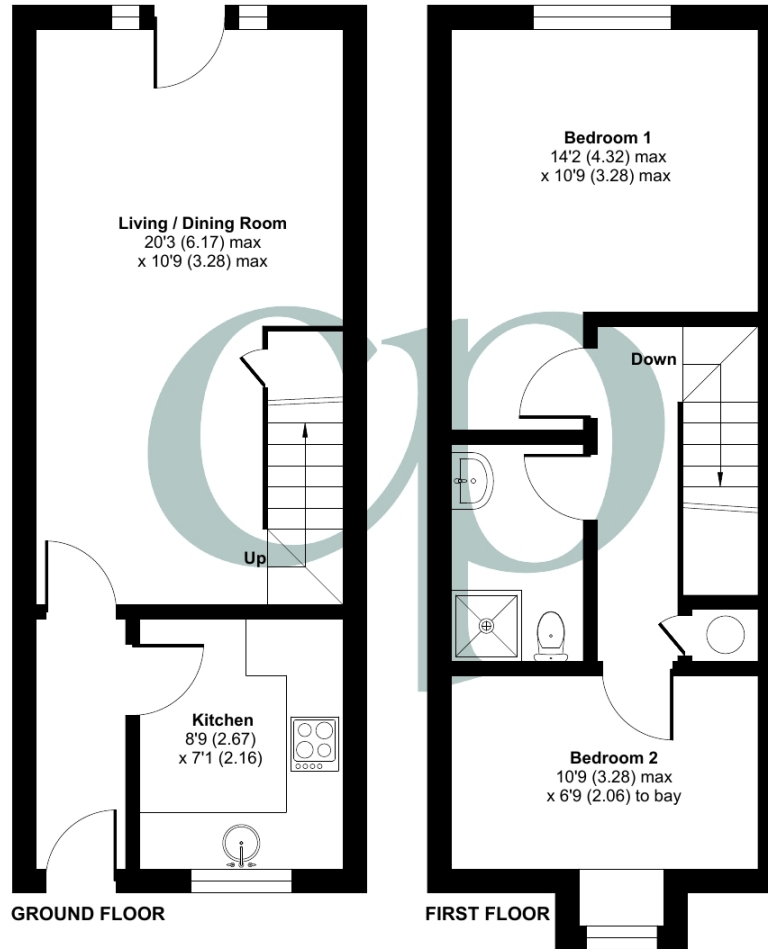 Living / Dining Room
20'3 (6.17) max
x 10'9 (3.28) max
Up
Kitchen
8'9 (2.67)
x 7'1 (2.16)
GROUND FLOOR
Bedroom 1
14'2 (4.32) max
x 10'9 (3.28) max
Down
Bedroom 2
10'9 (3.28) max
x 6'9 (2.06) to bay
FIRST FLOOR
cp